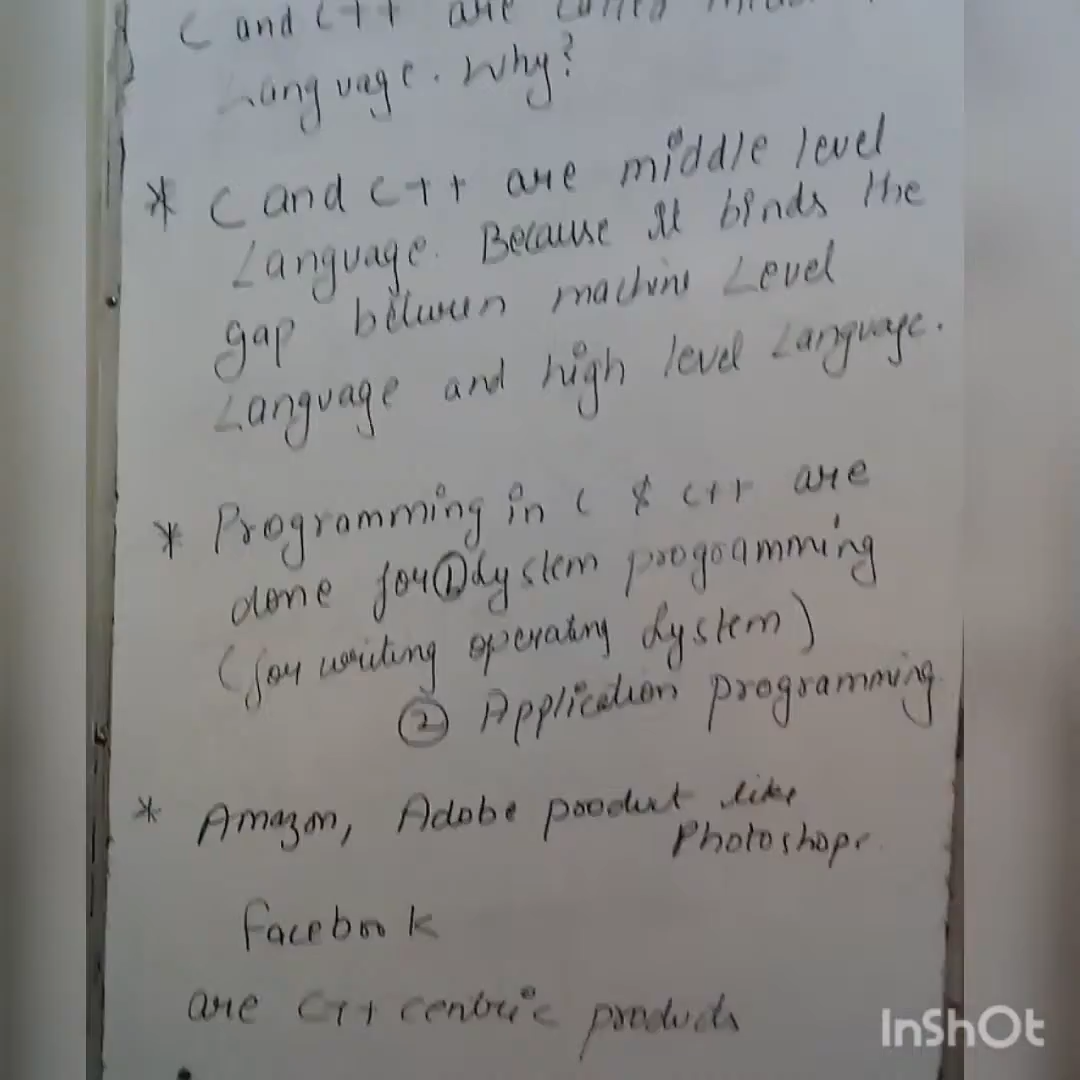 C and C++ are called
Language. Why?
* C and C++ are middle level
Language. Because it binds the
gap between machine Level
Language and high level Language.
* Programming in C & C++ are
done for ① System programming
(for writing operating System)
② Application programming
* Amazon, Adobe product like
Photoshope
Facebook
are C++ centric products
InShOt